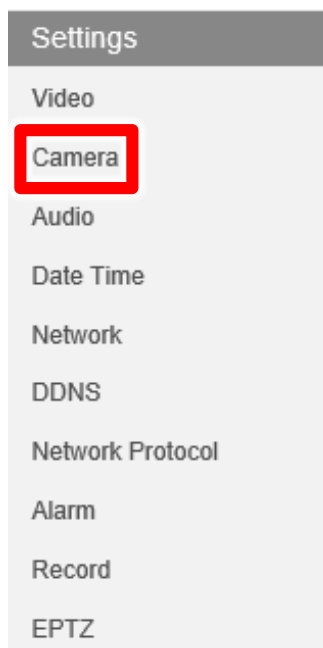 Settings
Video
Camera
Audio
Date Time
Network
DDNS
Network Protocol
Alarm
Record
EPTZ